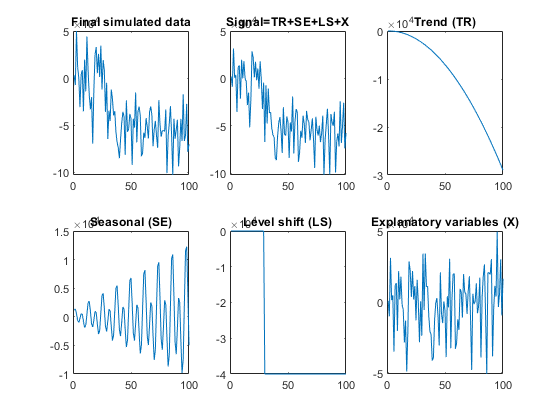 Final simulated data
Signal=TR+SE+LS+X
Trend (TR)
5
0
-5
-10
0 50 100
5
0
-5
-10
0 50 100
×10⁴
0
-1
-2
-3
0 50 100
Seasonal (SE)
Level shift (LS)
Explanatory variables (X)
1.5
1
0.5
0
-0.5
-1
0 50 100
0
-1
-2
-3
-4
0 50 100
5
0
-5
0 50 100